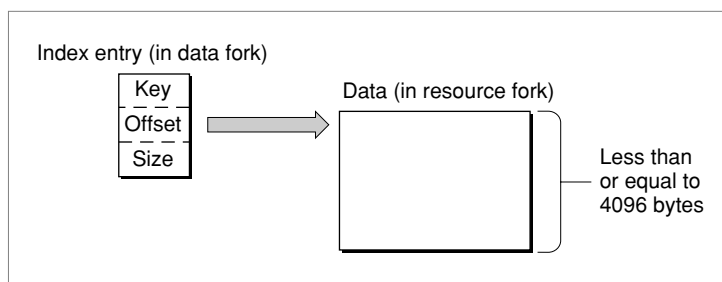 Index entry (in data fork)
Key
Offset
Size
Data (in resource fork)
Less than
or equal to
4096 bytes